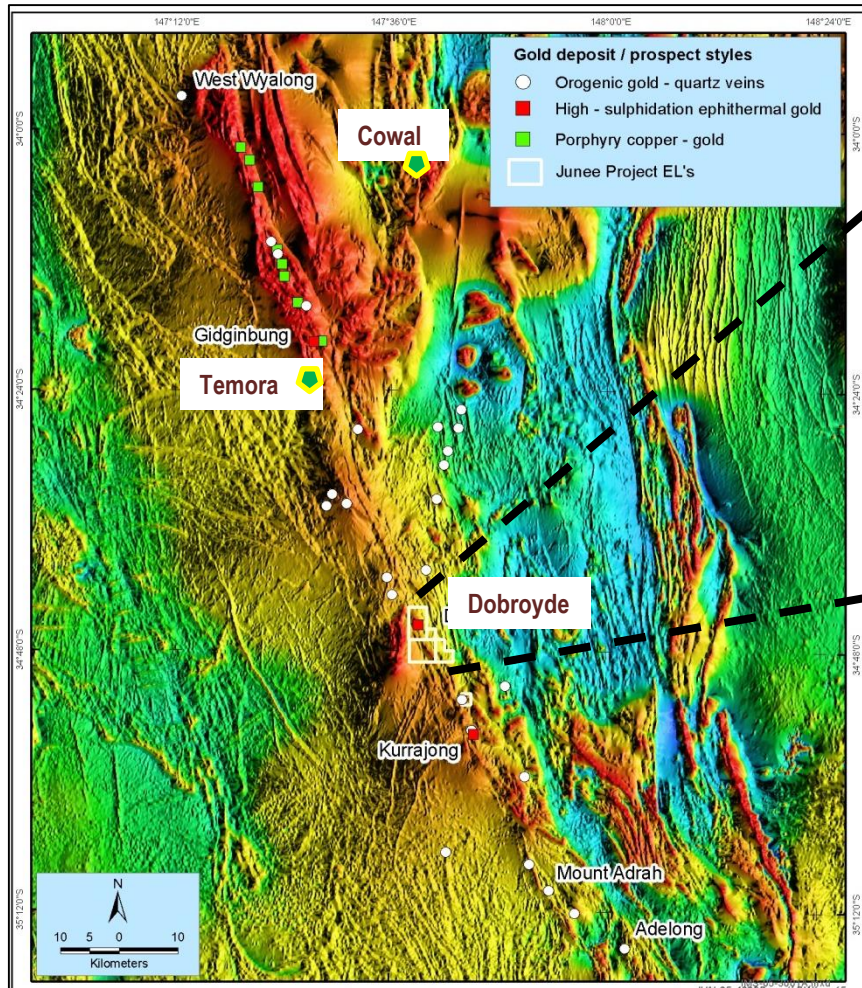 147°12'0"E
147°36'0"E
148°0'0"E
148°24'0"E
Gold deposit / prospect styles
Orogenic gold - quartz veins
High - sulphidation ephithermal gold
Porphyry copper - gold
Junee Project EL's
West Wyalong
Cowal
34°0'0"S
34°0'0"S
Gidginbung
Temora
34°24'0"S
34°24'0"S
Dobroyde
34°48'0"S
34°48'0"S
Kurrajong
Mount Adrah
35°12'0"S
35°12'0"S
Adelong
N
10 5 0 10
Kilometers